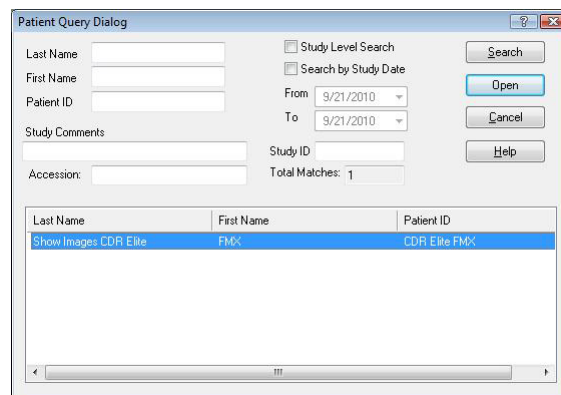 Patient Query Dialog
Last Name
First Name
Patient ID
Study Comments
Accession:
Study Level Search
Search by Study Date
From 9/21/2010
To 9/21/2010
Study ID
Total Matches: 1
Search
Open
Cancel
Help
Last Name First Name Patient ID
Show Images CDR Elite FMX CDR Elite FMX